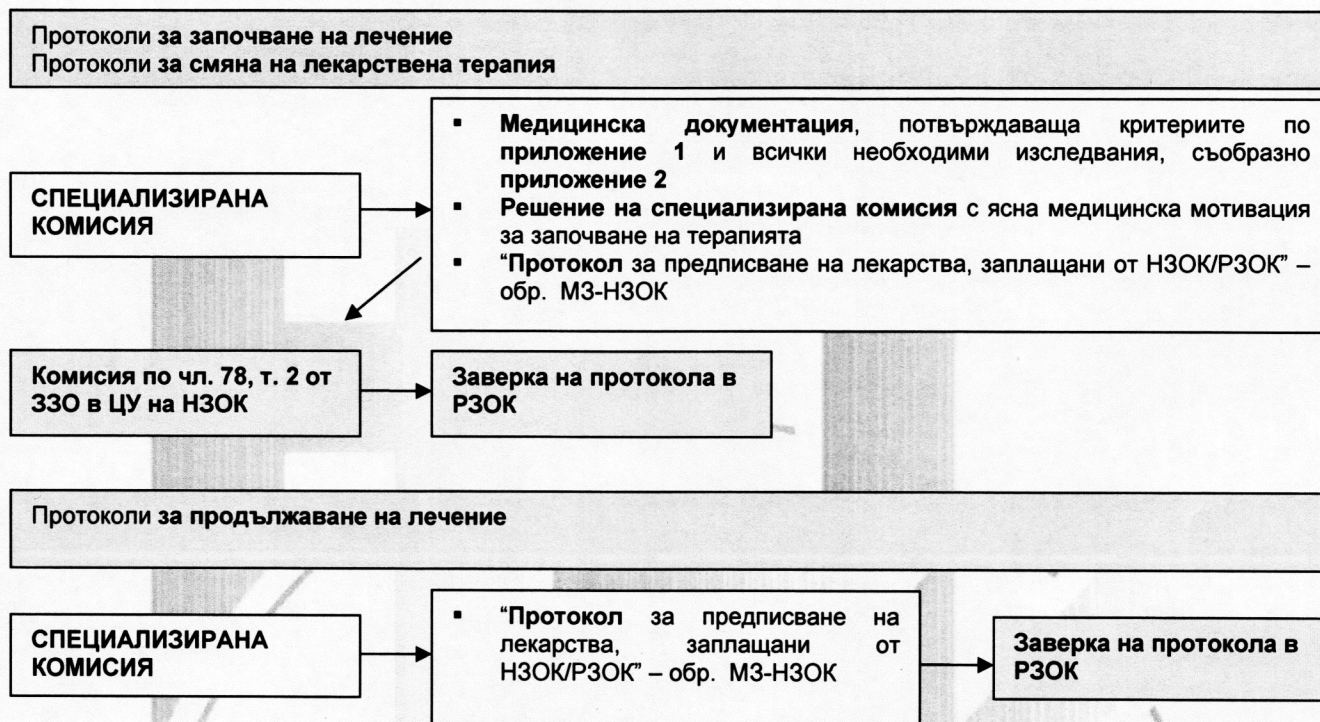 Протоколи за започване на лечение
Протоколи за смяна на лекарствена терапия
СПЕЦИАЛИЗИРАНА
КОМИСИЯ
▪ Медицинска документация, потвърждаваща критериите по
приложение 1 и всички необходими изследвания, съобразно
приложение 2
▪ Решение на специализирана комисия с ясна медицинска мотивация
за започване на терапията
▪ “Протокол за предписване на лекарства, заплащани от НЗОК/РЗОК” –
обр. МЗ-НЗОК
Комисия по чл. 78, т. 2 от
ЗЗО в ЦУ на НЗОК
Заверка на протокола в
РЗОК
Протоколи за продължаване на лечение
СПЕЦИАЛИЗИРАНА
КОМИСИЯ
▪ “Протокол за предписване на
лекарства, заплащани от
НЗОК/РЗОК” – обр. МЗ-НЗОК
Заверка на протокола в
РЗОК